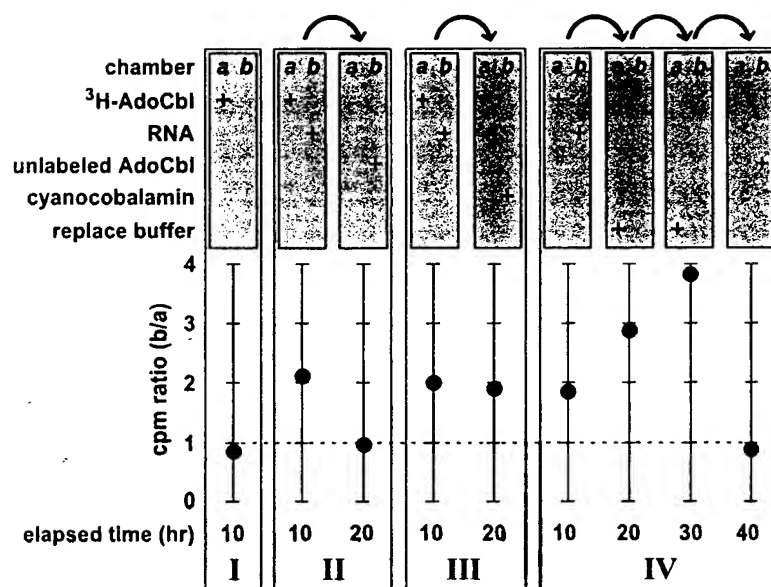 chamber a b a b a b a b a b a b a b a b a b
³H-AdoCbl + + + +
RNA + + +
unlabeled AdoCbl + +
cyanocobalamin +
replace buffer + +
4
3
2
1
0
cpm ratio (b/a)
elapsed time (hr) 10 10 20 10 20 10 20 30 40
I II III IV